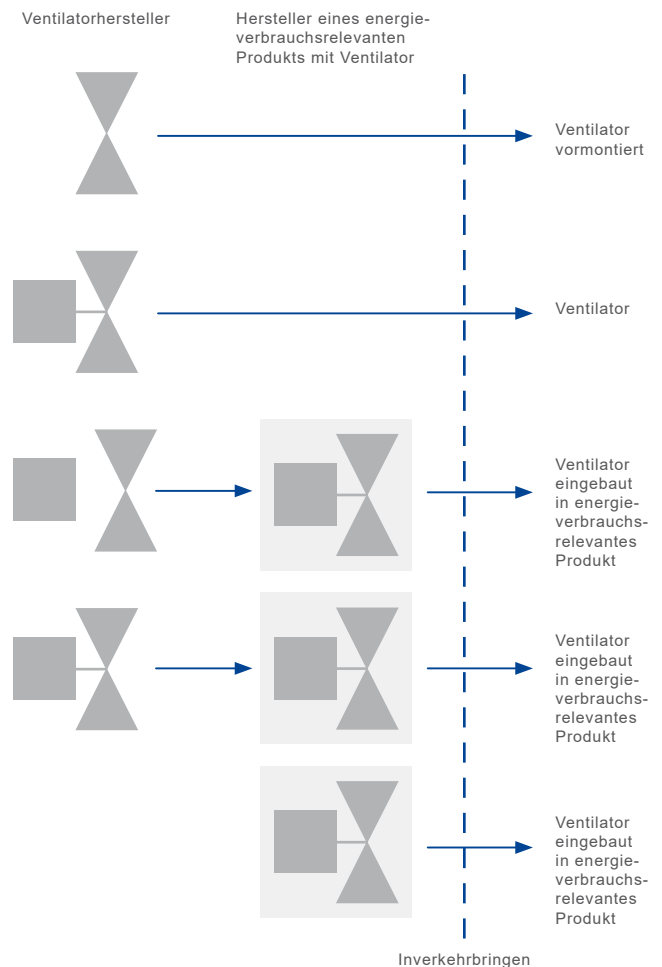 Ventilatorhersteller
Hersteller eines energie-
verbrauchsrelevanten
Produkts mit Ventilator
Ventilator
vormontiert
Ventilator
Ventilator
eingebaut
in energie-
verbrauchs-
relevantes
Produkt
Ventilator
eingebaut
in energie-
verbrauchs-
relevantes
Produkt
Ventilator
eingebaut
in energie-
verbrauchs-
relevantes
Produkt
Inverkehrbringen